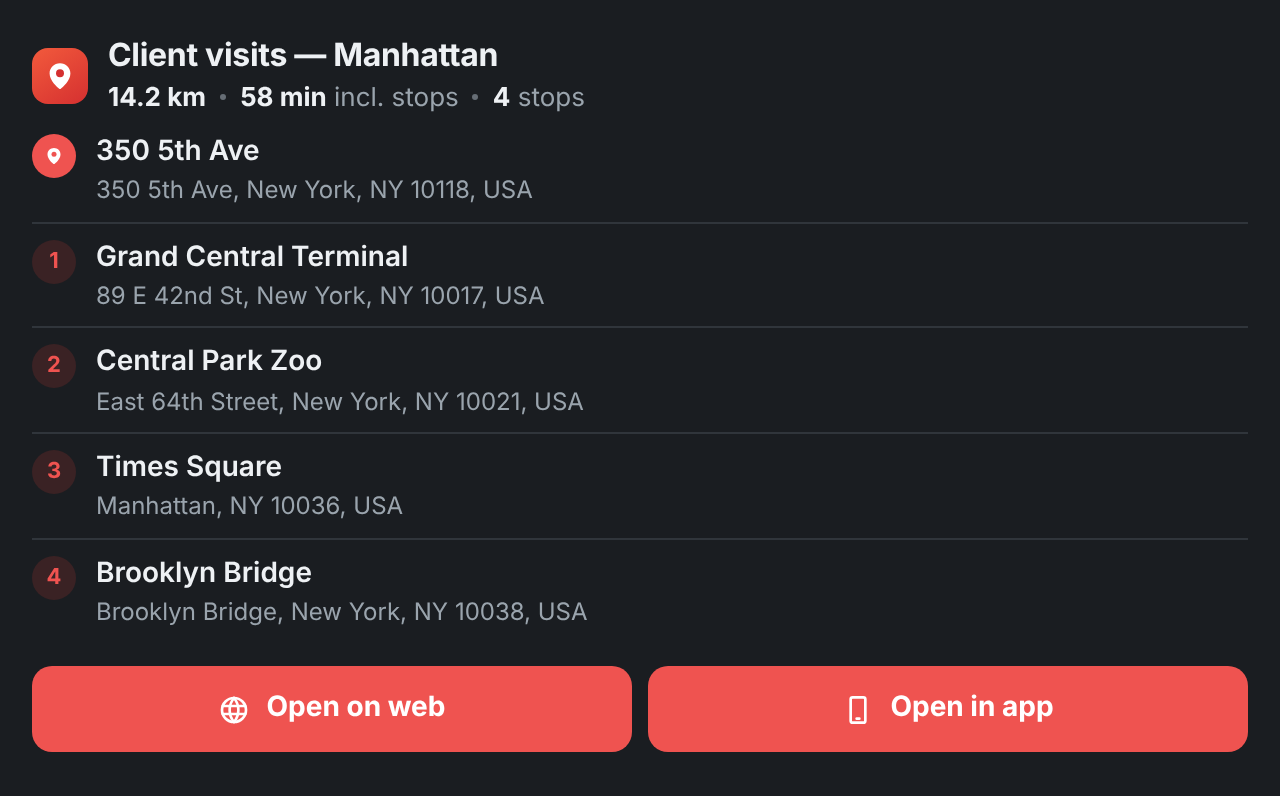 Client visits — Manhattan
14.2 km • 58 min incl. stops • 4 stops
350 5th Ave
350 5th Ave, New York, NY 10118, USA
1 Grand Central Terminal
89 E 42nd St, New York, NY 10017, USA
2 Central Park Zoo
East 64th Street, New York, NY 10021, USA
3 Times Square
Manhattan, NY 10036, USA
4 Brooklyn Bridge
Brooklyn Bridge, New York, NY 10038, USA
Open on web
Open in app